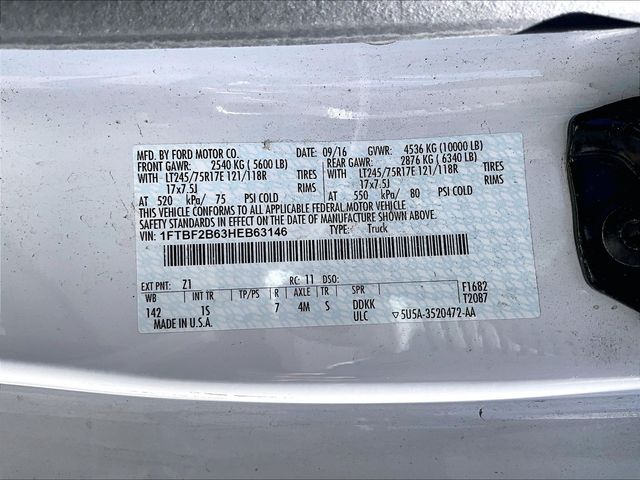 MFD. BY FORD MOTOR CO. DATE: 09/16 GVWR: 4536 KG (10000 LB)
FRONT GAWR: 2540 KG ( 5600 LB) REAR GAWR: 2876 KG ( 6340 LB)
WITH LT245/75R17E 121/118R TIRES WITH LT245/75R17E 121/118R TIRES
17x7.5J RIMS 17x7.5J RIMS
AT 520 kPa/ 75 PSI COLD AT 550 kPa/ 80 PSI COLD
THIS VEHICLE CONFORMS TO ALL APPLICABLE FEDERAL MOTOR VEHICLE
SAFETY STANDARDS IN EFFECT ON THE DATE OF MANUFACTURE SHOWN ABOVE.
VIN: 1FTBF2B63HEB63146 TYPE: Truck
EXT PNT: Z1 RC: 11 DSO: F1682
WB INT TR TP/PS R AXLE TR SPR T2087
142 1S 7 4M S DDKK
MADE IN U.S.A. ULC ▽5U5A-3520472-AA